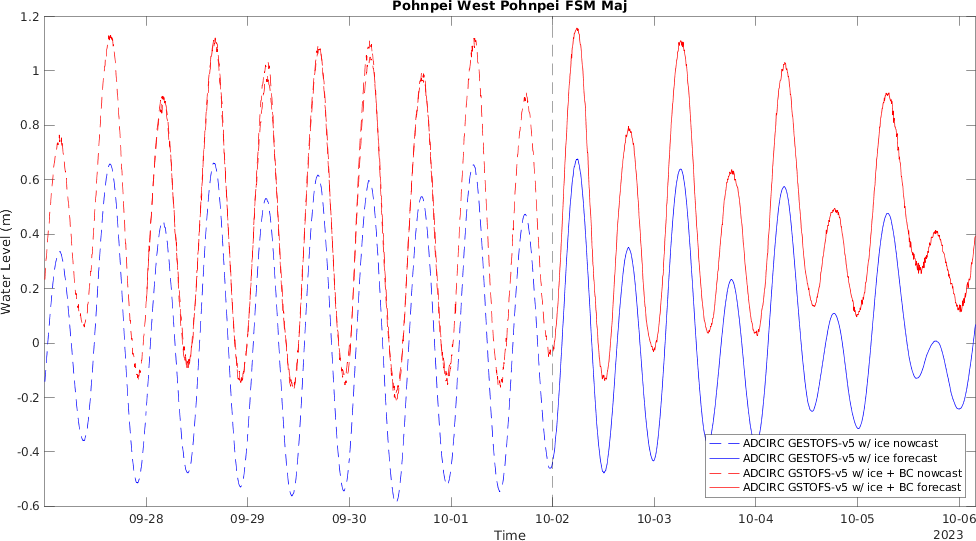 Pohnpei West Pohnpei FSM Maj
Water Level (m)
1.2
1
0.8
0.6
0.4
0.2
0
-0.2
-0.4
-0.6
ADCIRC GESTOFS-v5 w/ ice nowcast
ADCIRC GESTOFS-v5 w/ ice forecast
ADCIRC GSTOFS-v5 w/ ice + BC nowcast
ADCIRC GSTOFS-v5 w/ ice + BC forecast
09-28 09-29 09-30 10-01 10-02 10-03 10-04 10-05 10-06
Time
2023